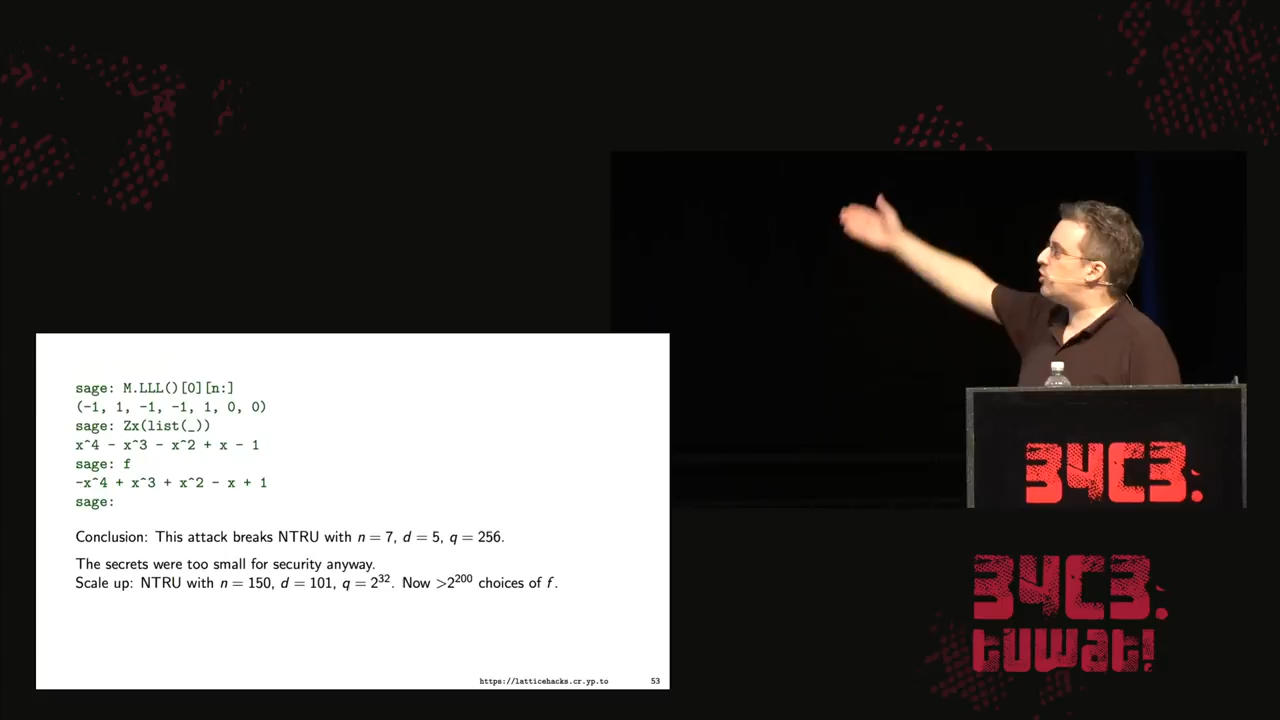 sage: M.LLL()[0][n:]
(-1, 1, -1, -1, 1, 0, 0)
sage: Zx(list(_))
x^4 - x^3 - x^2 + x - 1
sage: f
-x^4 + x^3 + x^2 - x + 1
sage:
Conclusion: This attack breaks NTRU with n = 7, d = 5, q = 256.
The secrets were too small for security anyway.
Scale up: NTRU with n = 150, d = 101, q = 2^32. Now >2^200 choices of f.
https://latticehacks.cr.yp.to 53
34C3.
34C3.
tuwat!